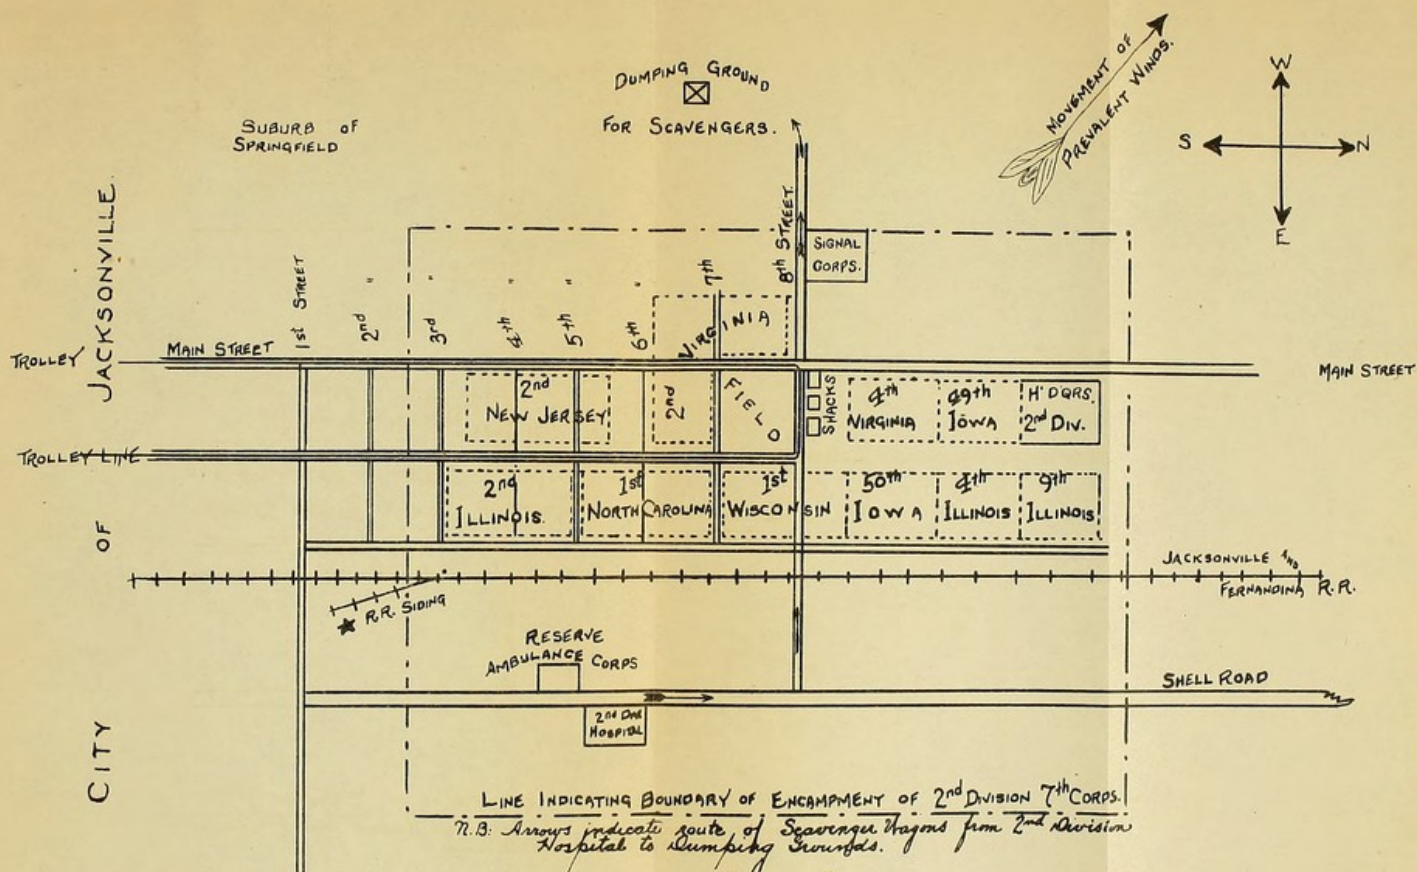 DUMPING GROUND
FOR SCAVENGERS.
MOVEMENT OF
PREVALENT WINDS.
W
S
N
E
SUBURB OF
SPRINGFIELD
CITY OF JACKSONVILLE.
1st STREET
2nd "
3rd "
4th "
5th "
6th "
7th
8th STREET.
SIGNAL
CORPS.
VIRGINIA
TROLLEY
MAIN STREET
MAIN STREET
2nd
NEW JERSEY
2nd
FIELD
SHACKS
4th
VIRGINIA
49th
IOWA
H'DQRS.
2nd DIV.
TROLLEY LINE
2nd
ILLINOIS.
1st
NORTH CAROLINA
1st
WISCONSIN
50th
IOWA
4th
ILLINOIS
9th
ILLINOIS
JACKSONVILLE AND
FERNANDINA R.R.
R.R. SIDING
RESERVE
AMBULANCE CORPS
SHELL ROAD
2nd
HOSPITAL
LINE INDICATING BOUNDARY OF ENCAMPMENT OF 2nd DIVISION 7th CORPS.
N.B: Arrows indicate route of Scavenger Wagons from 2nd Division
Hospital to Dumping Grounds.